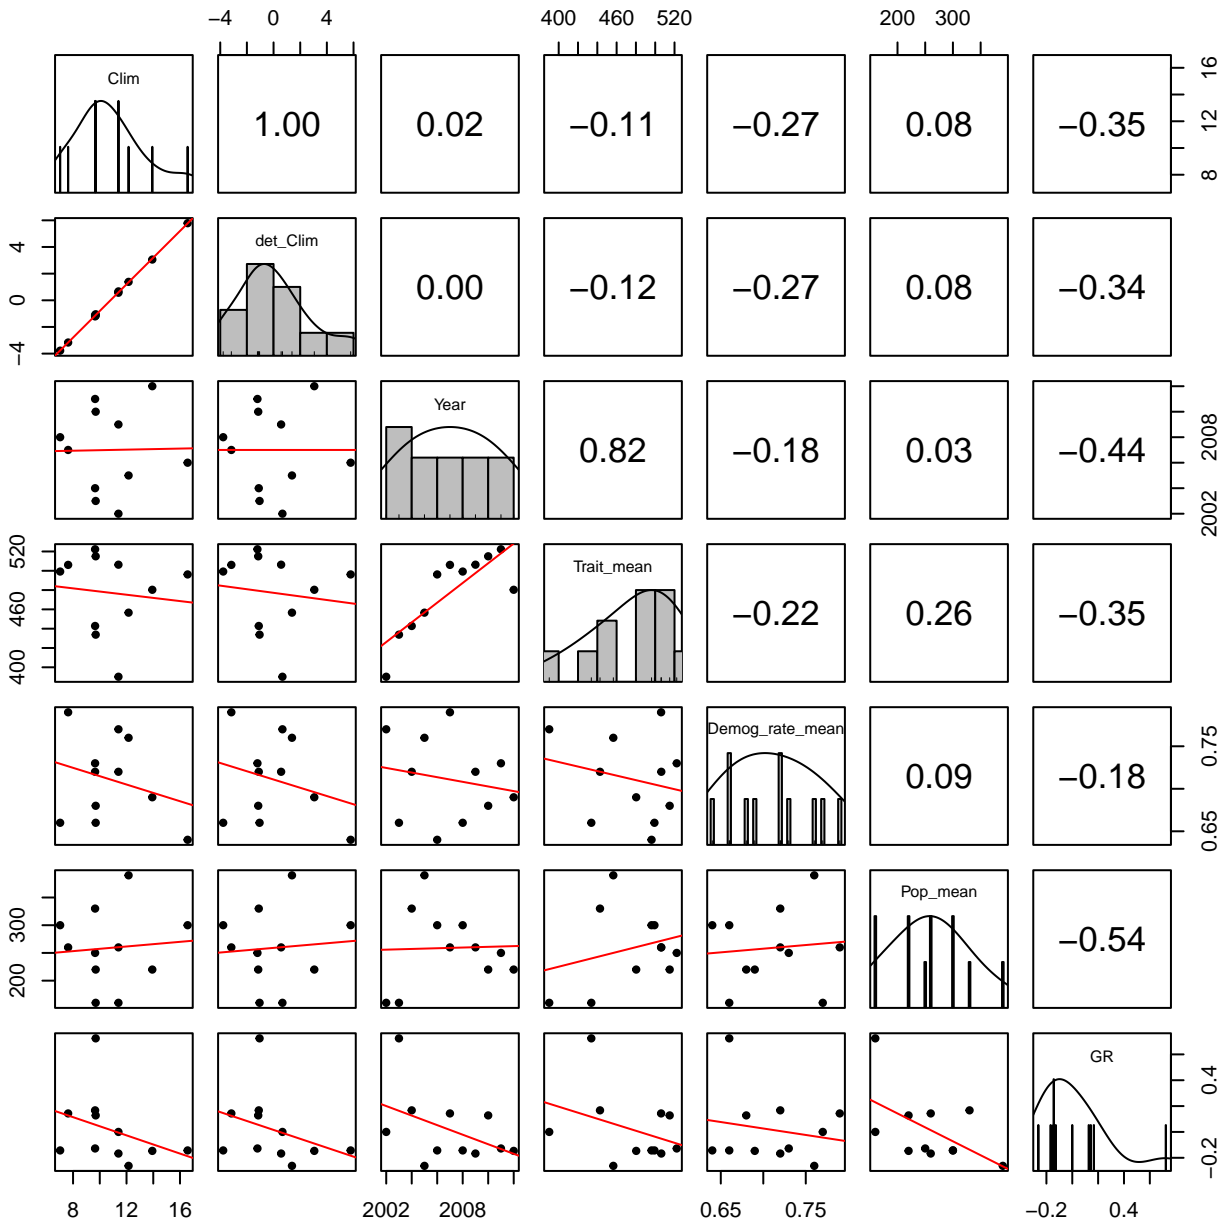 −4 0 4 400 460 520 200 300
Clim 1.00 0.02 −0.11 −0.27 0.08 −0.35 8 12 16
−4 0 4 det_Clim 0.00 −0.12 −0.27 0.08 −0.34
Year 0.82 −0.18 0.03 −0.44 2002 2008
400 460 520 Trait_mean −0.22 0.26 −0.35
Demog_rate_mean 0.09 −0.18 0.65 0.75
200 300 Pop_mean −0.54
GR −0.2 0.4
8 12 16 2002 2008 0.65 0.75 −0.2 0.4